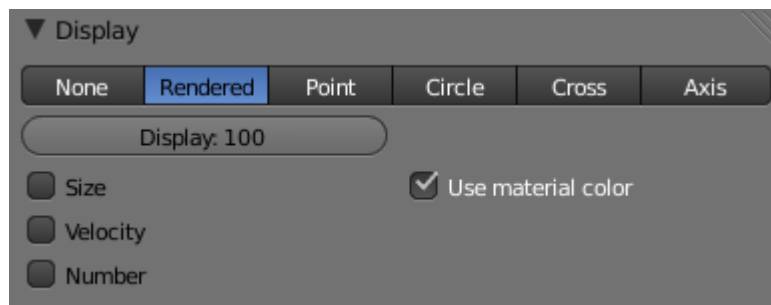 Display
None Rendered Point Circle Cross Axis
Display: 100
Size Use material color
Velocity
Number